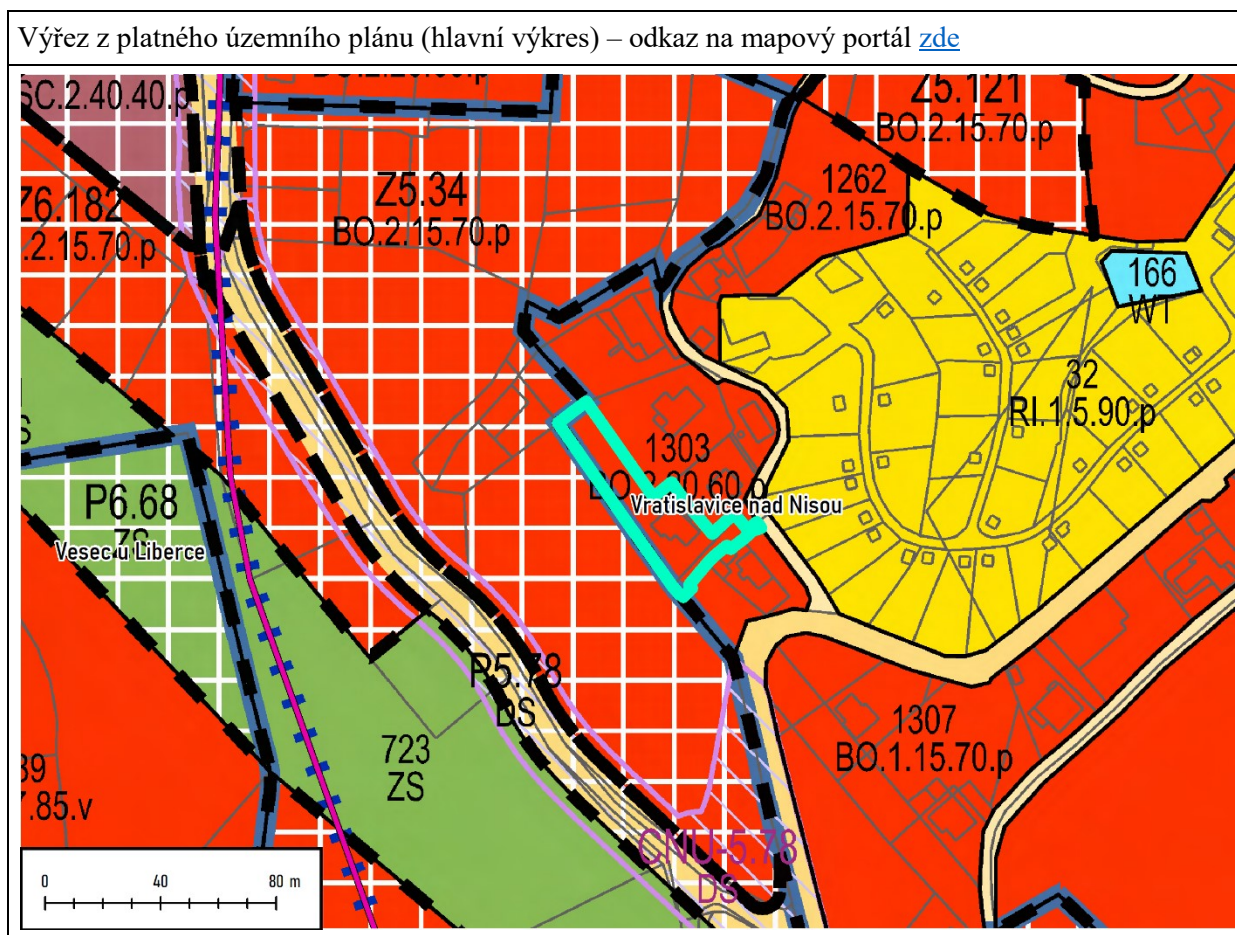 Výřez z platného územního plánu (hlavní výkres) – odkaz na mapový portál zde
SC.2.40.40.p
Z5.121
BO.2.15.70.p
1262
BO.2.15.70.p
Z6.182
.2.15.70.p
Z5.34
BO.2.15.70.p
166
32
RI.1.5.90.p
1303
Vratislavice nad Nisou
P6.68
ZS
Vesec u Liberce
P5.78
DS
723
ZS
1307
BO.1.15.70.p
.85.v
CNU-5.78
DS
0 40 80 m